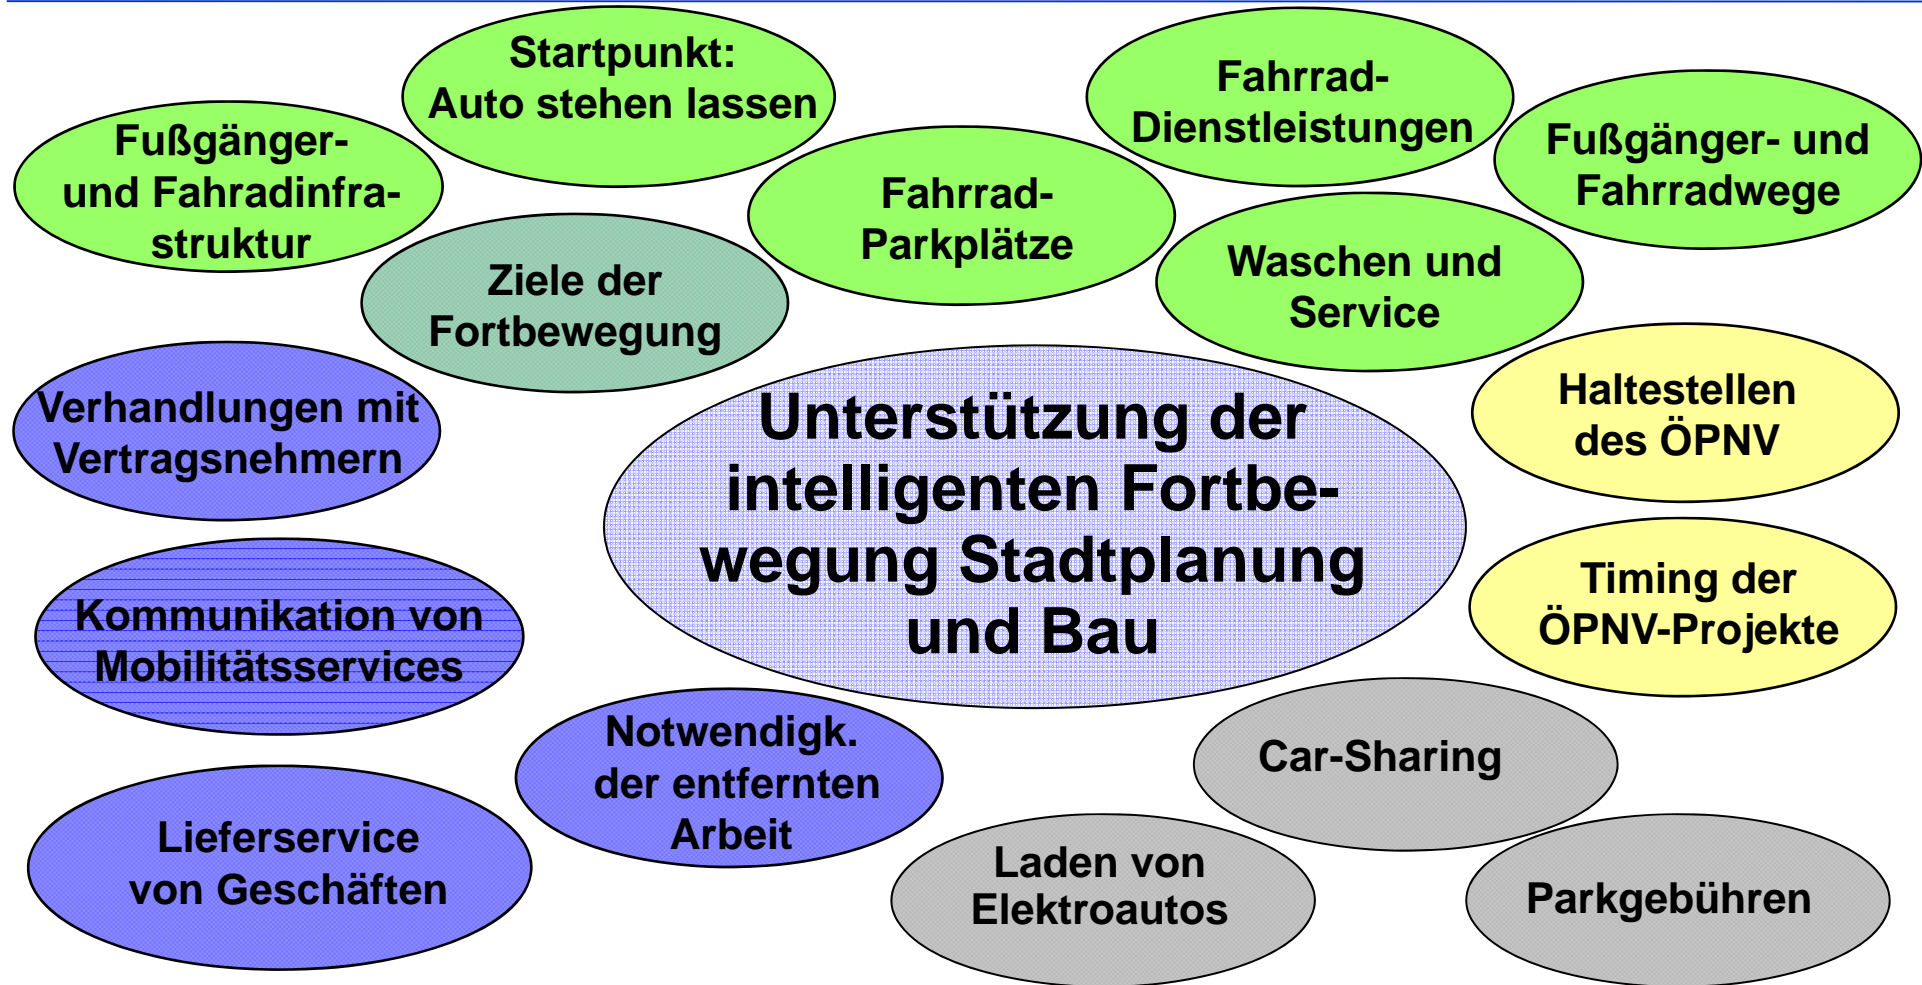 Startpunkt:
Auto stehen lassen
Fahrrad-
Dienstleistungen
Fußgänger-
und Fahradinfra-
struktur
Fußgänger- und
Fahrradwege
Fahrrad-
Parkplätze
Waschen und
Service
Ziele der
Fortbewegung
Verhandlungen mit
Vertragsnehmern
Unterstützung der
intelligenten Fortbe-
wegung Stadtplanung
und Bau
Haltestellen
des ÖPNV
Kommunikation von
Mobilitätsservices
Timing der
ÖPNV-Projekte
Notwendigk.
der entfernten
Arbeit
Car-Sharing
Lieferservice
von Geschäften
Laden von
Elektroautos
Parkgebühren